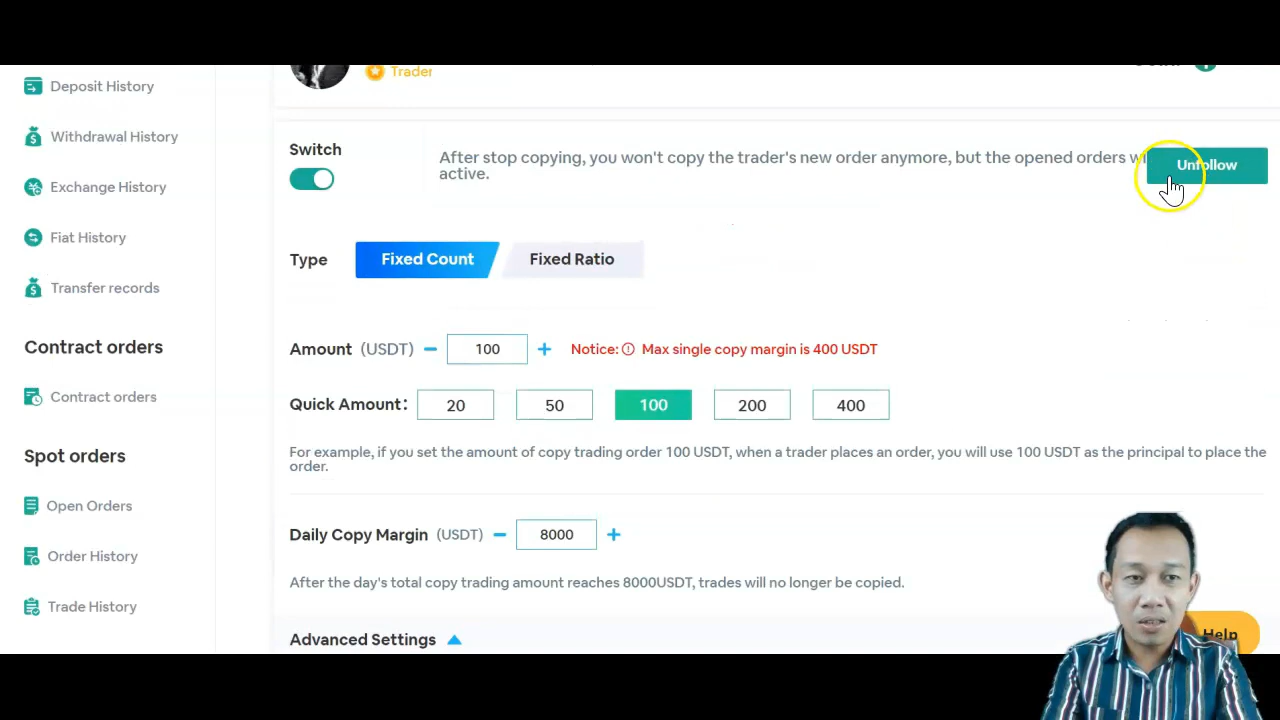 Trader
Deposit History
Withdrawal History
Exchange History
Fiat History
Transfer records
Contract orders
Contract orders
Spot orders
Open Orders
Order History
Trade History
Switch
After stop copying, you won't copy the trader's new order anymore, but the opened orders
active.
Unfollow
Type
Fixed Count
Fixed Ratio
Amount (USDT) − 100 + Notice: Max single copy margin is 400 USDT
Quick Amount: 20 50 100 200 400
For example, if you set the amount of copy trading order 100 USDT, when a trader places an order, you will use 100 USDT as the principal to place the
order.
Daily Copy Margin (USDT) − 8000 +
After the day's total copy trading amount reaches 8000USDT, trades will no longer be copied.
Advanced Settings
Help